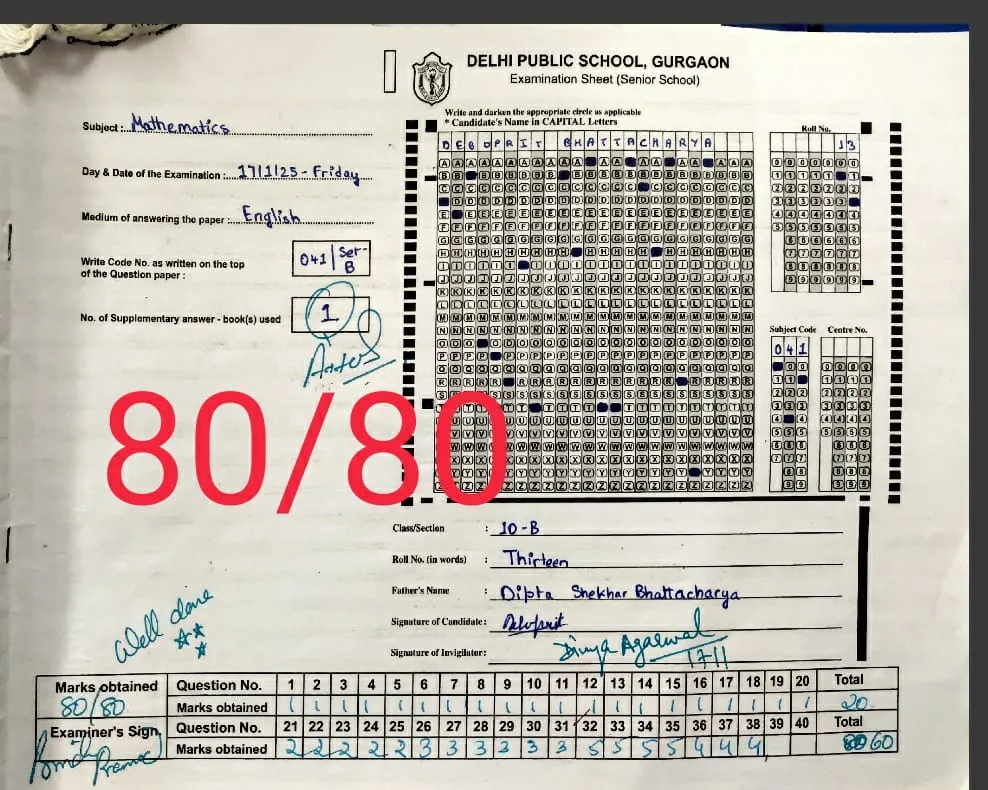 DELHI PUBLIC SCHOOL, GURGAON
Examination Sheet (Senior School)
Write and darken the appropriate circle as applicable
* Candidate's Name in CAPITAL Letters
Subject : Mathematics
Day & Date of the Examination : 17/1/25 - Friday
Medium of answering the paper : English
Write Code No. as written on the top of the Question paper : 041 Set-B
No. of Supplementary answer - book(s) used 1
DEBOPRIT BHATTACHARYA
Roll No.
13
Subject Code Centre No.
041
80/80
Class/Section : 10-B
Roll No. (in words) : Thirteen
Father's Name : Dipta Shekhar Bhattacharya
Signature of Candidate : Deboprit
Signature of Invigilator : Divya Agarwal
17/1
Well done
Marks obtained Question No. 1 2 3 4 5 6 7 8 9 10 11 12 13 14 15 16 17 18 19 20 Total
80/80 Marks obtained 1 1 1 1 1 1 1 1 1 1 1 1 1 1 1 1 1 1 1 1 20
Examiner's Sign. Question No. 21 22 23 24 25 26 27 28 29 30 31 32 33 34 35 36 37 38 39 40 Total
Marks obtained 2 2 2 2 2 3 3 3 3 3 3 5 5 5 5 4 4 4 60